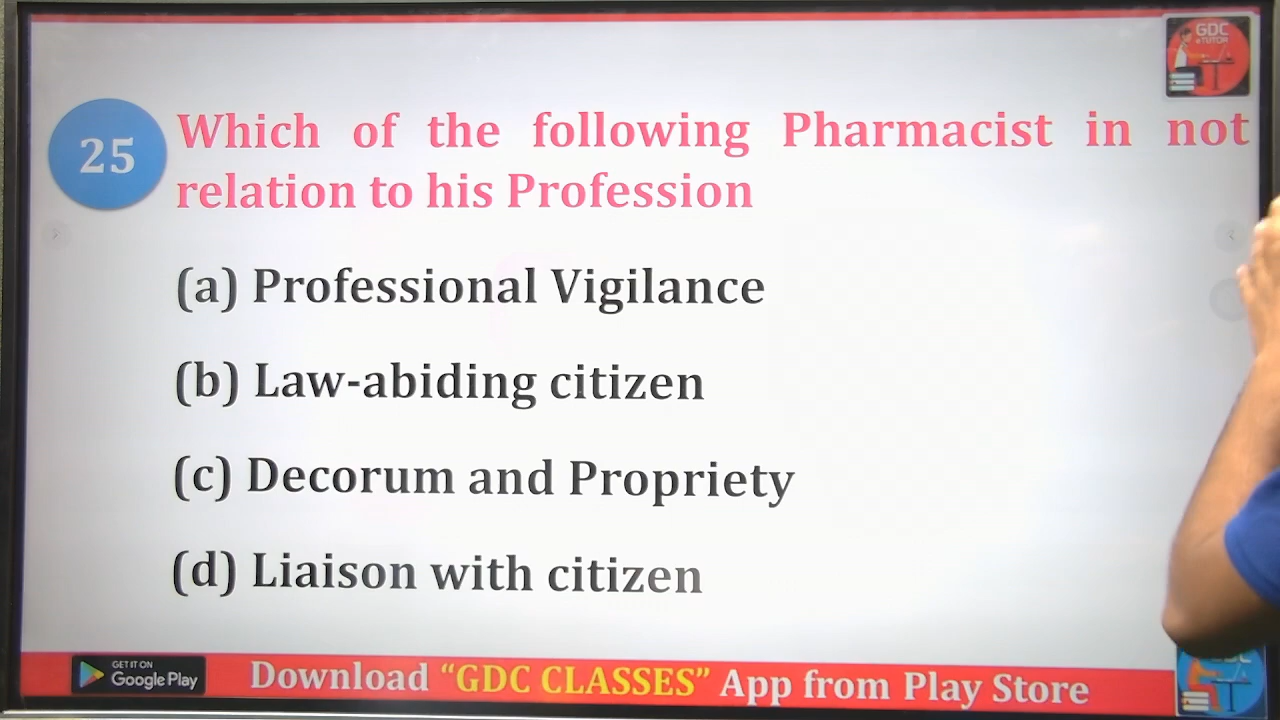 GDC
eTUTOR
25
Which of the following Pharmacist in not
relation to his Profession
(a) Professional Vigilance
(b) Law-abiding citizen
(c) Decorum and Propriety
(d) Liaison with citizen
GET IT ON
Google Play
Download “GDC CLASSES” App from Play Store